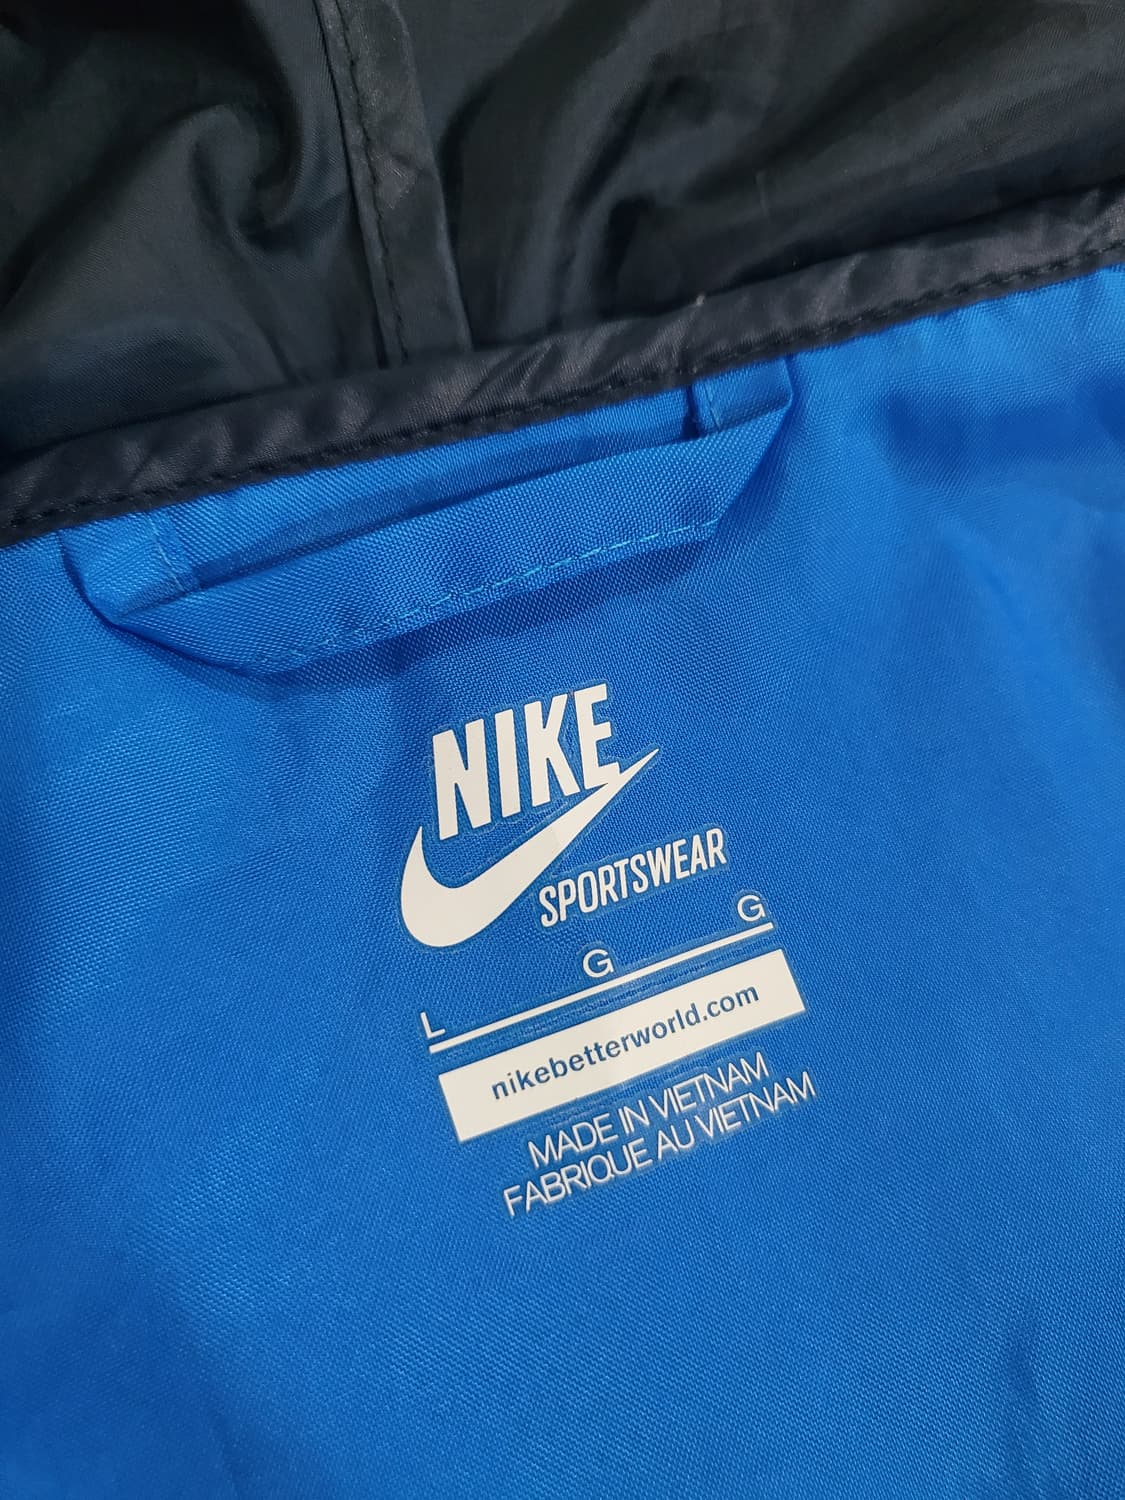 NIKE
SPORTSWEAR
L G G
nikebetterworld.com
MADE IN VIETNAM
FABRIQUE AU VIETNAM